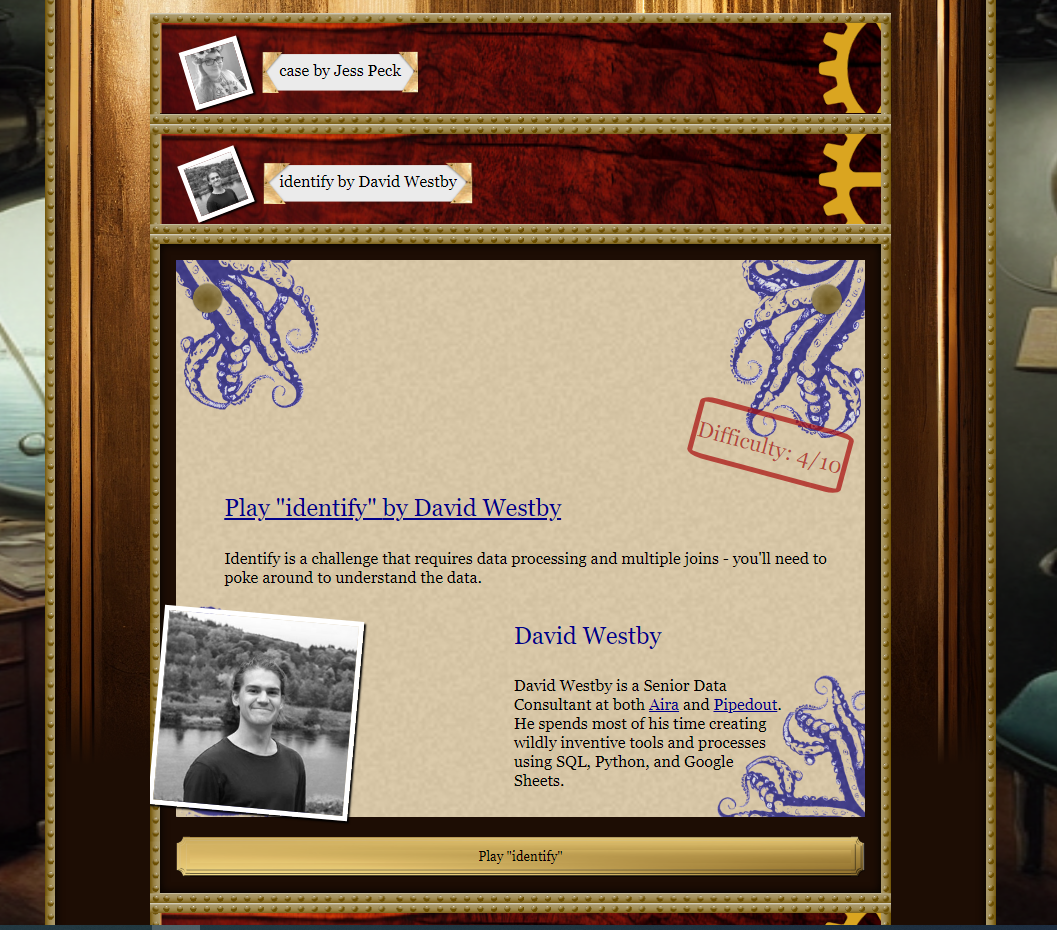 case by Jess Peck
identify by David Westby
Difficulty: 4/10
Play "identify" by David Westby
Identify is a challenge that requires data processing and multiple joins - you'll need to
poke around to understand the data.
David Westby
David Westby is a Senior Data
Consultant at both Aira and Pipedout.
He spends most of his time creating
wildly inventive tools and processes
using SQL, Python, and Google
Sheets.
Play "identify"